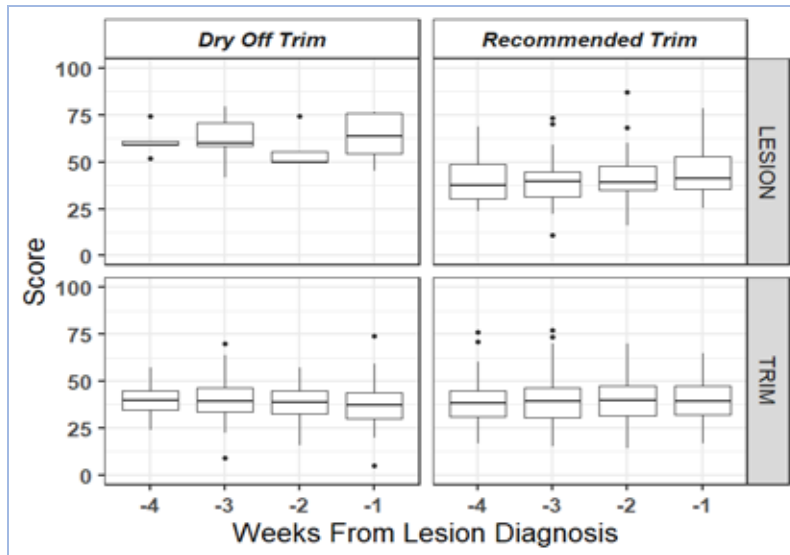 Dry Off Trim
Recommended Trim
100
75
50
25
0
LESION
Score
100
75
50
25
0
TRIM
-4 -3 -2 -1
-4 -3 -2 -1
Weeks From Lesion Diagnosis